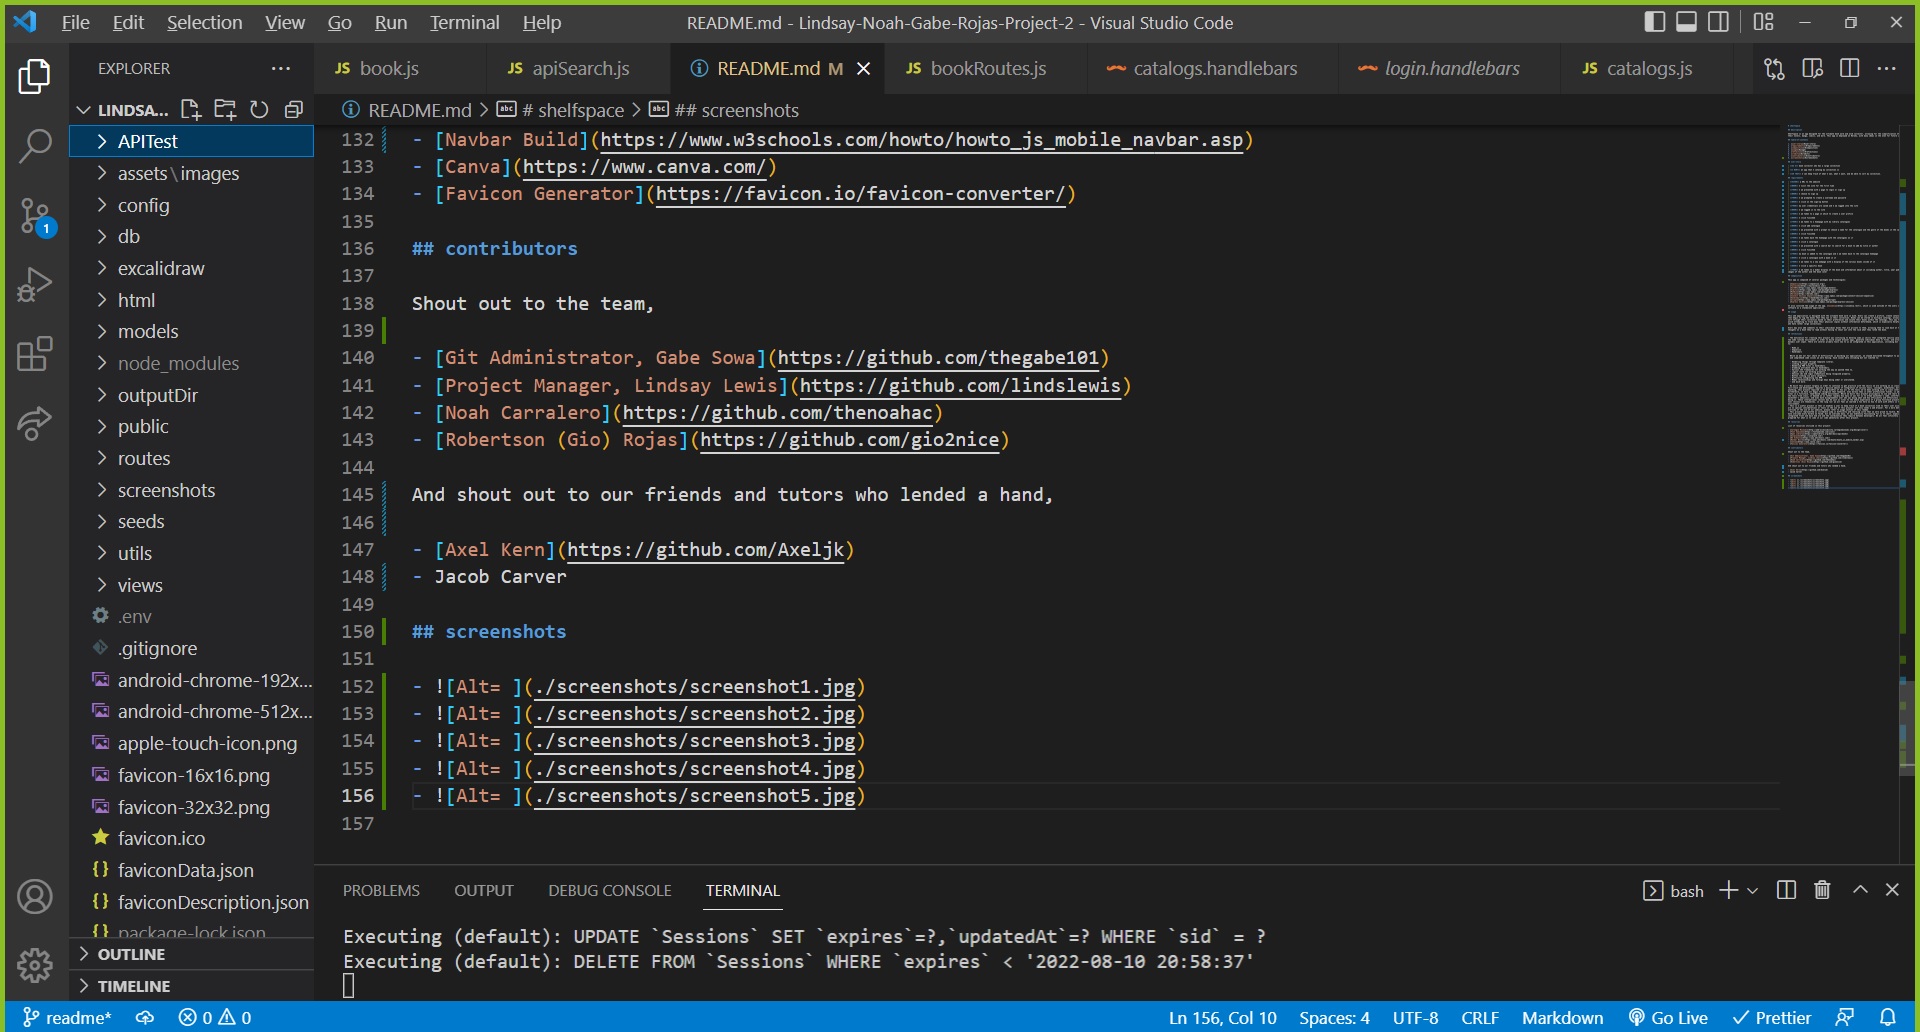 File Edit Selection View Go Run Terminal Help README.md - Lindsay-Noah-Gabe-Rojas-Project-2 - Visual Studio Code
EXPLORER ···
JS book.js JS apiSearch.js README.md M JS bookRoutes.js catalogs.handlebars login.handlebars JS catalogs.js ···
LINDSA...
README.md > # shelfspace > ## screenshots
APITest
assets\images
config
db
excalidraw
html
models
node_modules
outputDir
public
routes
screenshots
seeds
utils
views
.env
.gitignore
android-chrome-192x...
android-chrome-512x...
apple-touch-icon.png
favicon-16x16.png
favicon-32x32.png
favicon.ico
{} faviconData.json
{} faviconDescription.json
{} package-lock.json
OUTLINE
TIMELINE
1
132 - [Navbar Build](https://www.w3schools.com/howto/howto_js_mobile_navbar.asp)
133 - [Canva](https://www.canva.com/)
134 - [Favicon Generator](https://favicon.io/favicon-converter/)
135
136 ## contributors
137
138 Shout out to the team,
139
140 - [Git Administrator, Gabe Sowa](https://github.com/thegabe101)
141 - [Project Manager, Lindsay Lewis](https://github.com/lindslewis)
142 - [Noah Carralero](https://github.com/thenoahac)
143 - [Robertson (Gio) Rojas](https://github.com/gio2nice)
144
145 And shout out to our friends and tutors who lended a hand,
146
147 - [Axel Kern](https://github.com/Axeljk)
148 - Jacob Carver
149
150 ## screenshots
151
152 - ![Alt= ](./screenshots/screenshot1.jpg)
153 - ![Alt= ](./screenshots/screenshot2.jpg)
154 - ![Alt= ](./screenshots/screenshot3.jpg)
155 - ![Alt= ](./screenshots/screenshot4.jpg)
156 - ![Alt= ](./screenshots/screenshot5.jpg)
157
PROBLEMS OUTPUT DEBUG CONSOLE TERMINAL bash
Executing (default): UPDATE `Sessions` SET `expires`=?,`updatedAt`=? WHERE `sid` = ?
Executing (default): DELETE FROM `Sessions` WHERE `expires` < '2022-08-10 20:58:37'
readme* 0 0 Ln 156, Col 10 Spaces: 4 UTF-8 CRLF Markdown Go Live Prettier